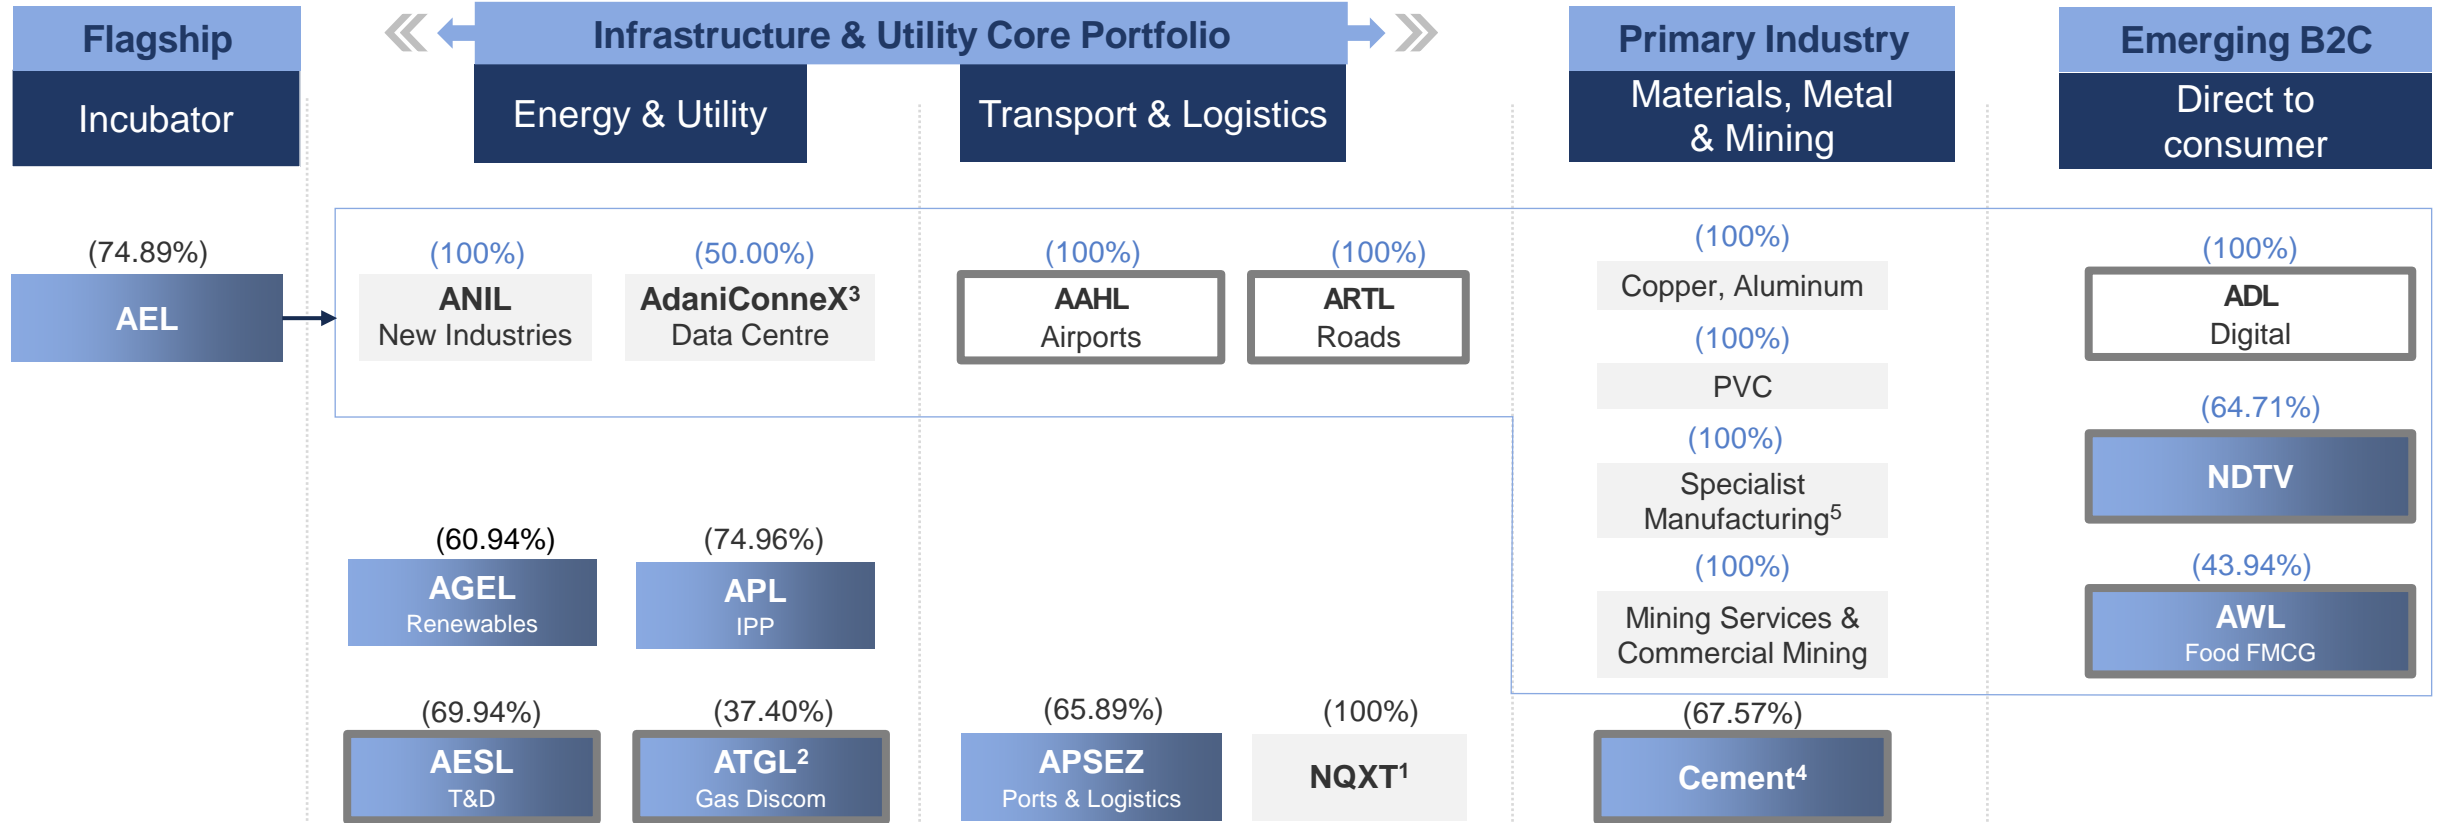 Flagship
Incubator
Infrastructure & Utility Core Portfolio
Energy & Utility
Transport & Logistics
Primary Industry
Materials, Metal
& Mining
Emerging B2C
Direct to
consumer
(74.89%)
AEL
(100%)
ANIL
New Industries
(50.00%)
AdaniConneX³
Data Centre
(100%)
AAHL
Airports
(100%)
ARTL
Roads
(100%)
Copper, Aluminum
(100%)
PVC
(100%)
Specialist
Manufacturing⁵
(100%)
Mining Services &
Commercial Mining
(100%)
ADL
Digital
(64.71%)
NDTV
(43.94%)
AWL
Food FMCG
(60.94%)
AGEL
Renewables
(74.96%)
APL
IPP
(69.94%)
AESL
T&D
(37.40%)
ATGL²
Gas Discom
(65.89%)
APSEZ
Ports & Logistics
(100%)
NQXT¹
(67.57%)
Cement⁴